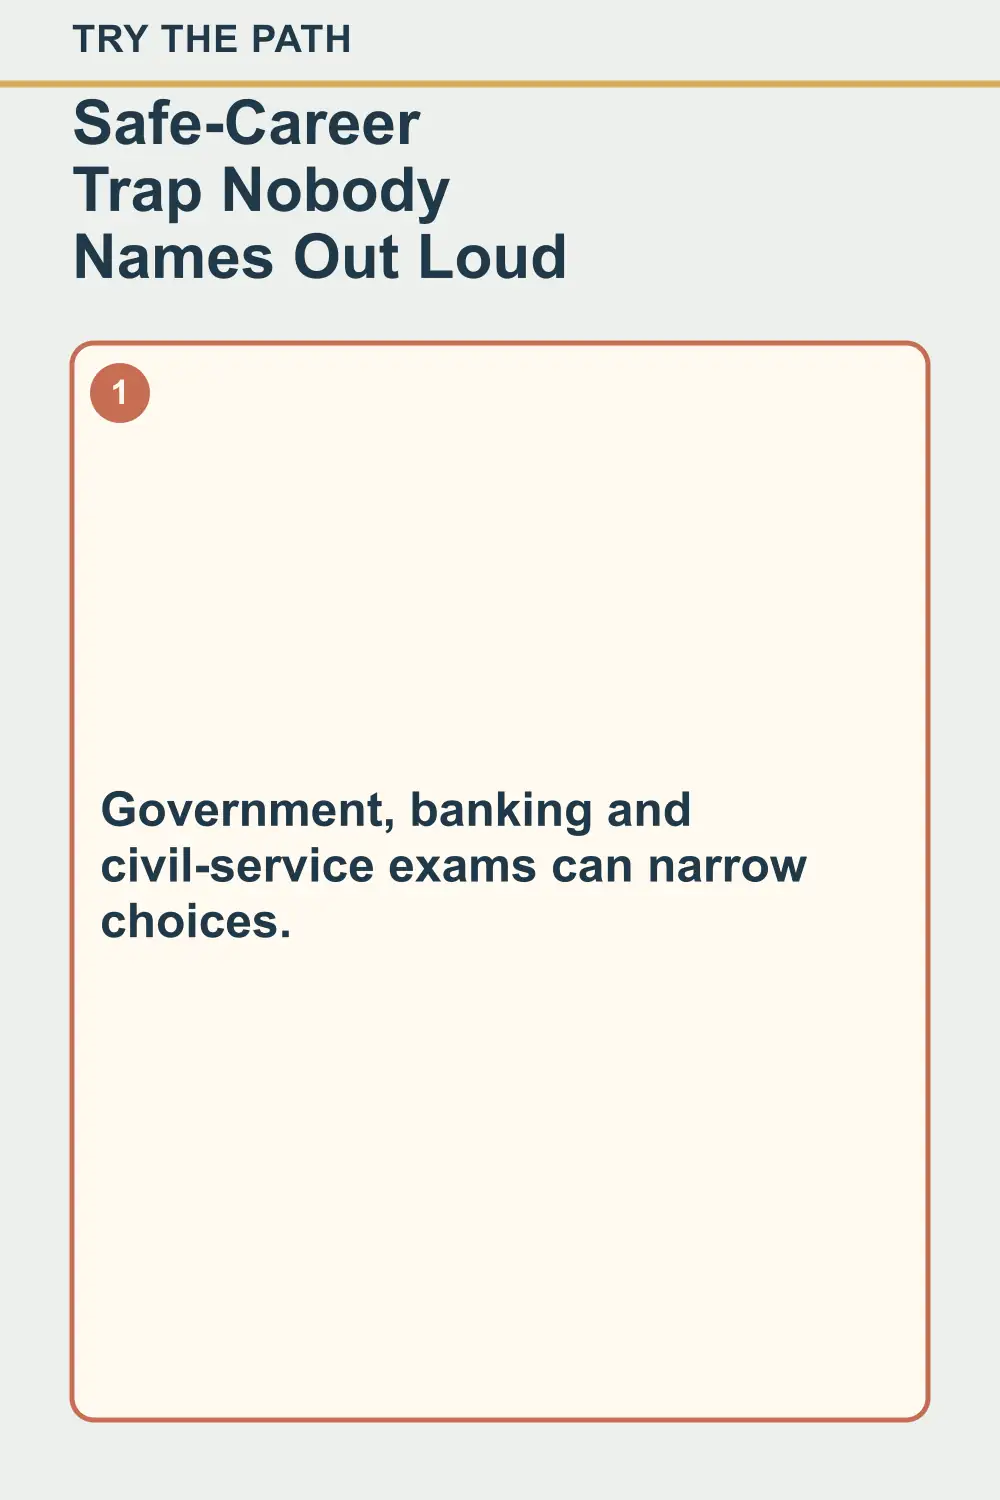 TRY THE PATH
Safe-Career
Trap Nobody
Names Out Loud
1
Government, banking and
civil-service exams can narrow
choices.